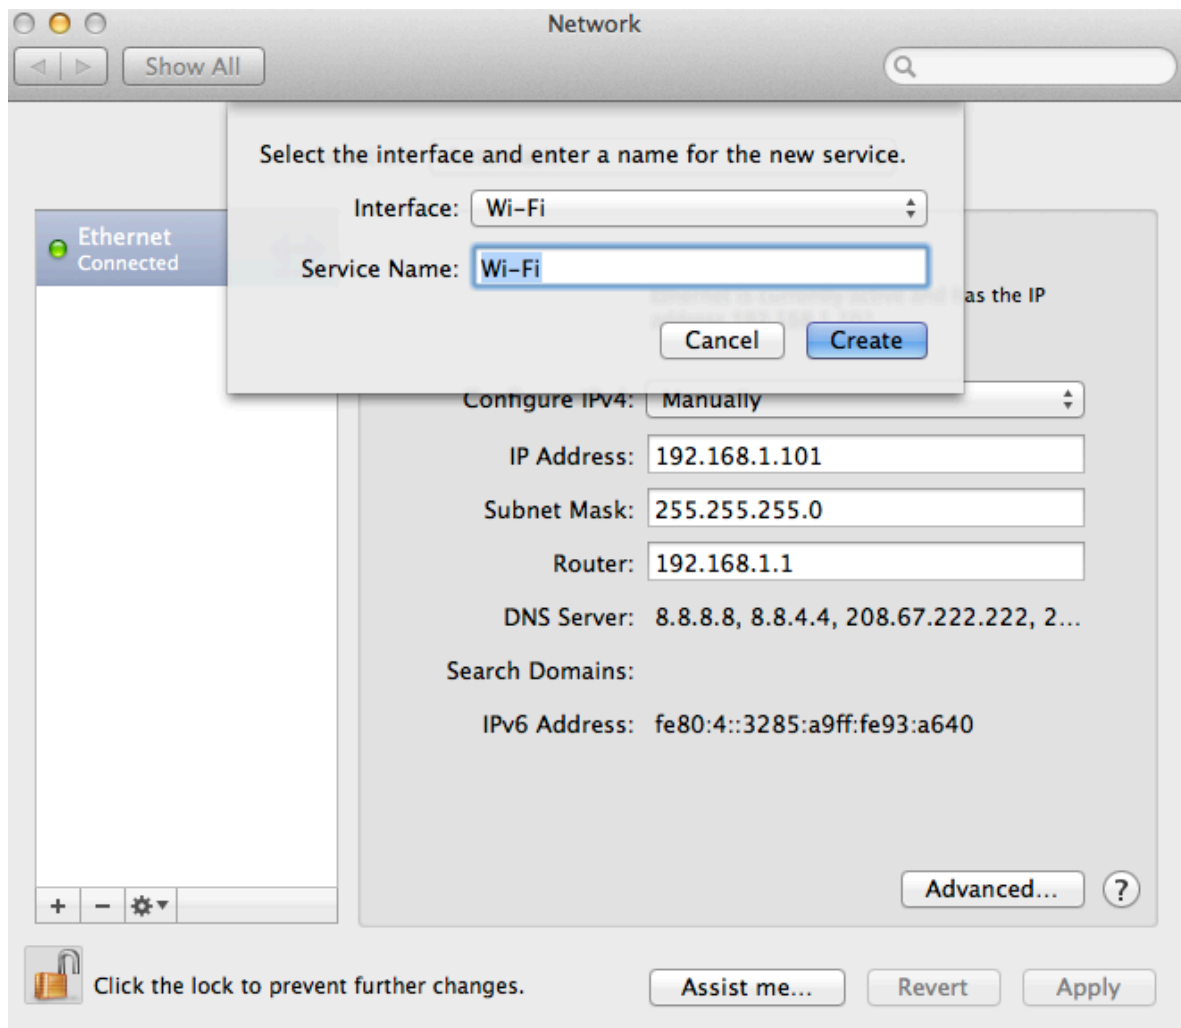 Network
Show All
Select the interface and enter a name for the new service.
Interface: Wi-Fi
Service Name: Wi-Fi
Cancel Create
Ethernet
Connected
as the IP
Configure IPv4: Manually
IP Address: 192.168.1.101
Subnet Mask: 255.255.255.0
Router: 192.168.1.1
DNS Server: 8.8.8.8, 8.8.4.4, 208.67.222.222, 2...
Search Domains:
IPv6 Address: fe80:4::3285:a9ff:fe93:a640
Advanced... ?
+ −
Click the lock to prevent further changes.
Assist me... Revert Apply